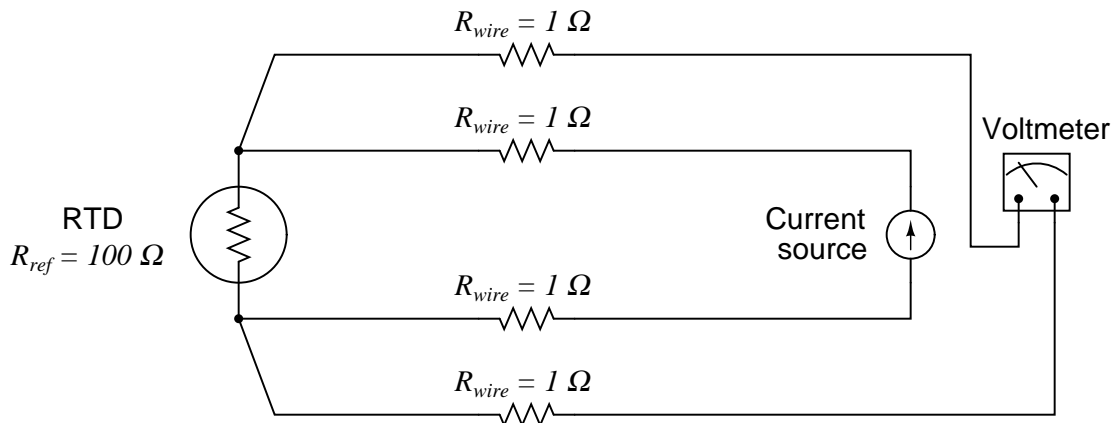 R_wire = 1 Ω
R_wire = 1 Ω
Voltmeter
RTD
R_ref = 100 Ω
Current
source
R_wire = 1 Ω
R_wire = 1 Ω